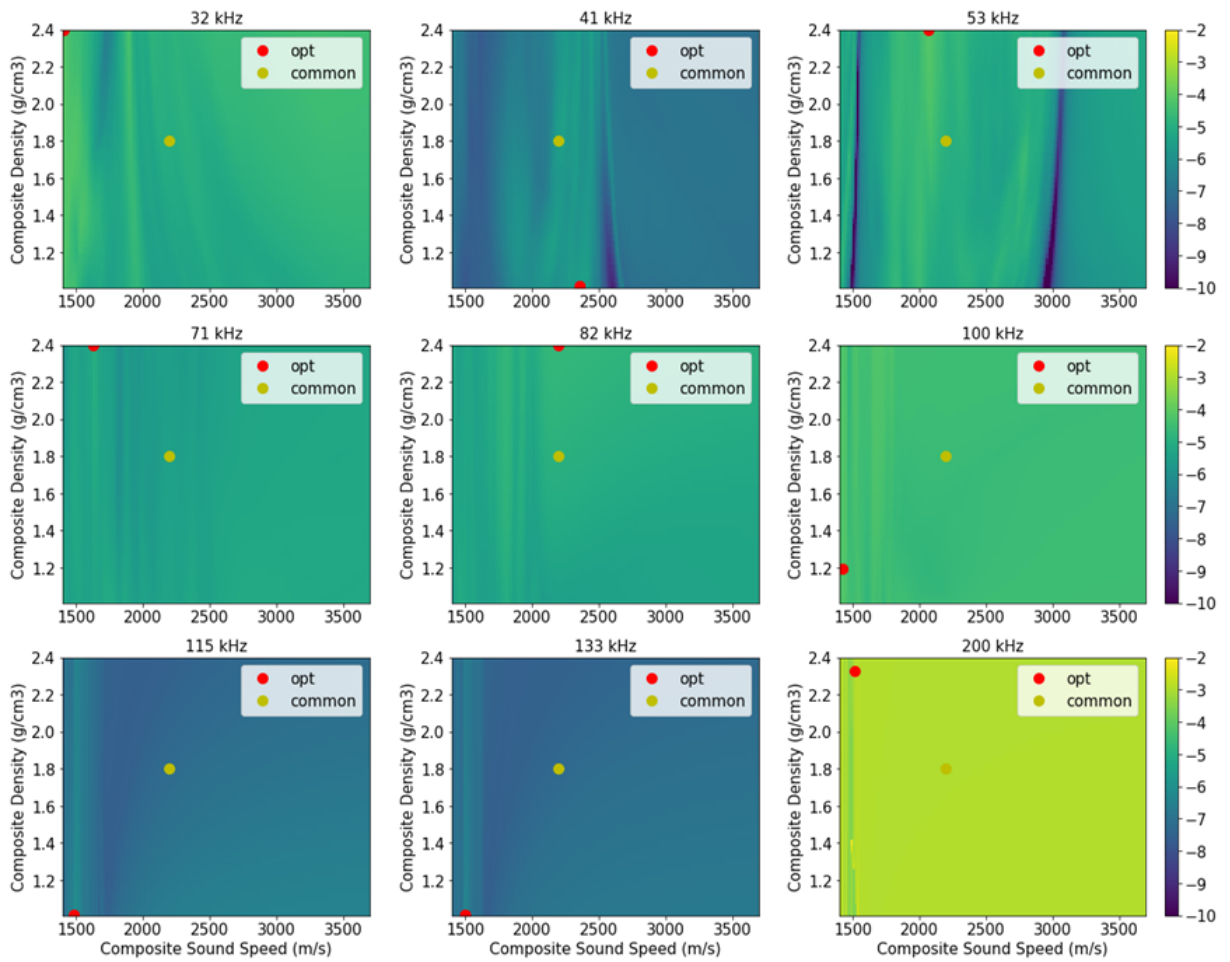 32 kHz 41 kHz 53 kHz
Composite Density (g/cm3)
2.4
2.2
2.0
1.8
1.6
1.4
1.2
1500 2000 2500 3000 3500
opt
common
Composite Density (g/cm3)
2.4
2.2
2.0
1.8
1.6
1.4
1.2
1500 2000 2500 3000 3500
opt
common
Composite Density (g/cm3)
2.4
2.2
2.0
1.8
1.6
1.4
1.2
1500 2000 2500 3000 3500
opt
common
−2
−3
−4
−5
−6
−7
−8
−9
−10
71 kHz 82 kHz 100 kHz
Composite Density (g/cm3)
2.4
2.2
2.0
1.8
1.6
1.4
1.2
1500 2000 2500 3000 3500
opt
common
Composite Density (g/cm3)
2.4
2.2
2.0
1.8
1.6
1.4
1.2
1500 2000 2500 3000 3500
opt
common
Composite Density (g/cm3)
2.4
2.2
2.0
1.8
1.6
1.4
1.2
1500 2000 2500 3000 3500
opt
common
−2
−3
−4
−5
−6
−7
−8
−9
−10
115 kHz 133 kHz 200 kHz
Composite Density (g/cm3)
2.4
2.2
2.0
1.8
1.6
1.4
1.2
1500 2000 2500 3000 3500
Composite Sound Speed (m/s)
opt
common
Composite Density (g/cm3)
2.4
2.2
2.0
1.8
1.6
1.4
1.2
1500 2000 2500 3000 3500
Composite Sound Speed (m/s)
opt
common
Composite Density (g/cm3)
2.4
2.2
2.0
1.8
1.6
1.4
1.2
1500 2000 2500 3000 3500
Composite Sound Speed (m/s)
opt
common
−2
−3
−4
−5
−6
−7
−8
−9
−10